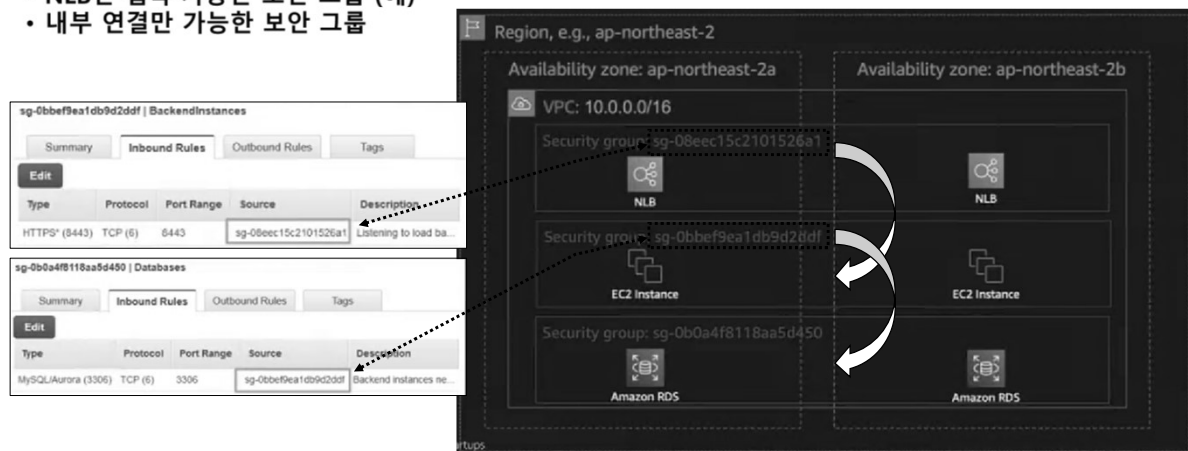 • 내부 연결만 가능한 보안 그룹
Region, e.g., ap-northeast-2
Availability zone: ap-northeast-2a
Availability zone: ap-northeast-2b
VPC: 10.0.0.0/16
Security group: sg-08eec15c2101526a1
NLB
NLB
Security group: sg-0bbef9ea1db9d2ddf
EC2 Instance
EC2 Instance
Security group: sg-0b0a4f8118aa5d450
Amazon RDS
Amazon RDS
sg-0bbef9ea1db9d2ddf | BackendInstances
Summary Inbound Rules Outbound Rules Tags
Edit
Type Protocol Port Range Source Description
HTTPS* (8443) TCP (6) 8443 sg-08eec15c2101526a1 Listening to load ba...
sg-0b0a4f8118aa5d450 | Databases
Summary Inbound Rules Outbound Rules Tags
Edit
Type Protocol Port Range Source Description
MySQL/Aurora (3306) TCP (6) 3306 sg-0bbef9ea1db9d2ddf Backend instances ne...